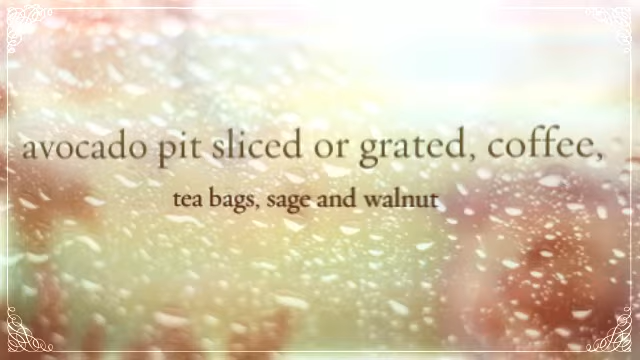 avocado pit sliced or grated, coffee,
tea bags, sage and walnut